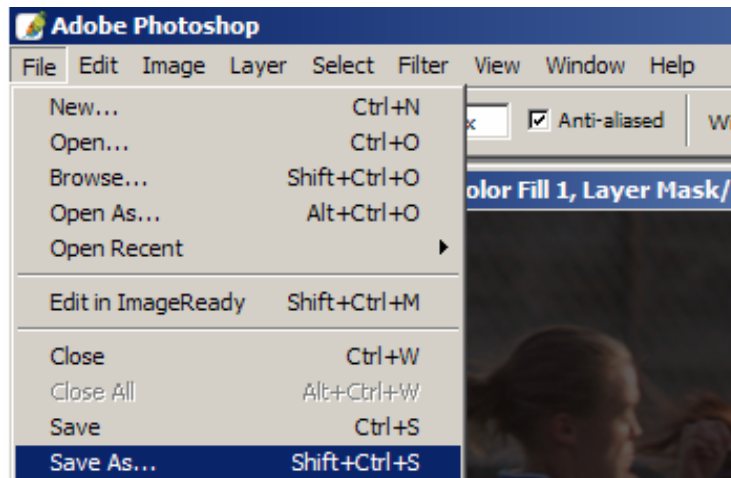 Adobe Photoshop
File Edit Image Layer Select Filter View Window Help
New... Ctrl+N
Open... Ctrl+O
Browse... Shift+Ctrl+O
Open As... Alt+Ctrl+O
Open Recent
Edit in ImageReady Shift+Ctrl+M
Close Ctrl+W
Close All Alt+Ctrl+W
Save Ctrl+S
Save As... Shift+Ctrl+S
Anti-aliased
olor Fill 1, Layer Mask/